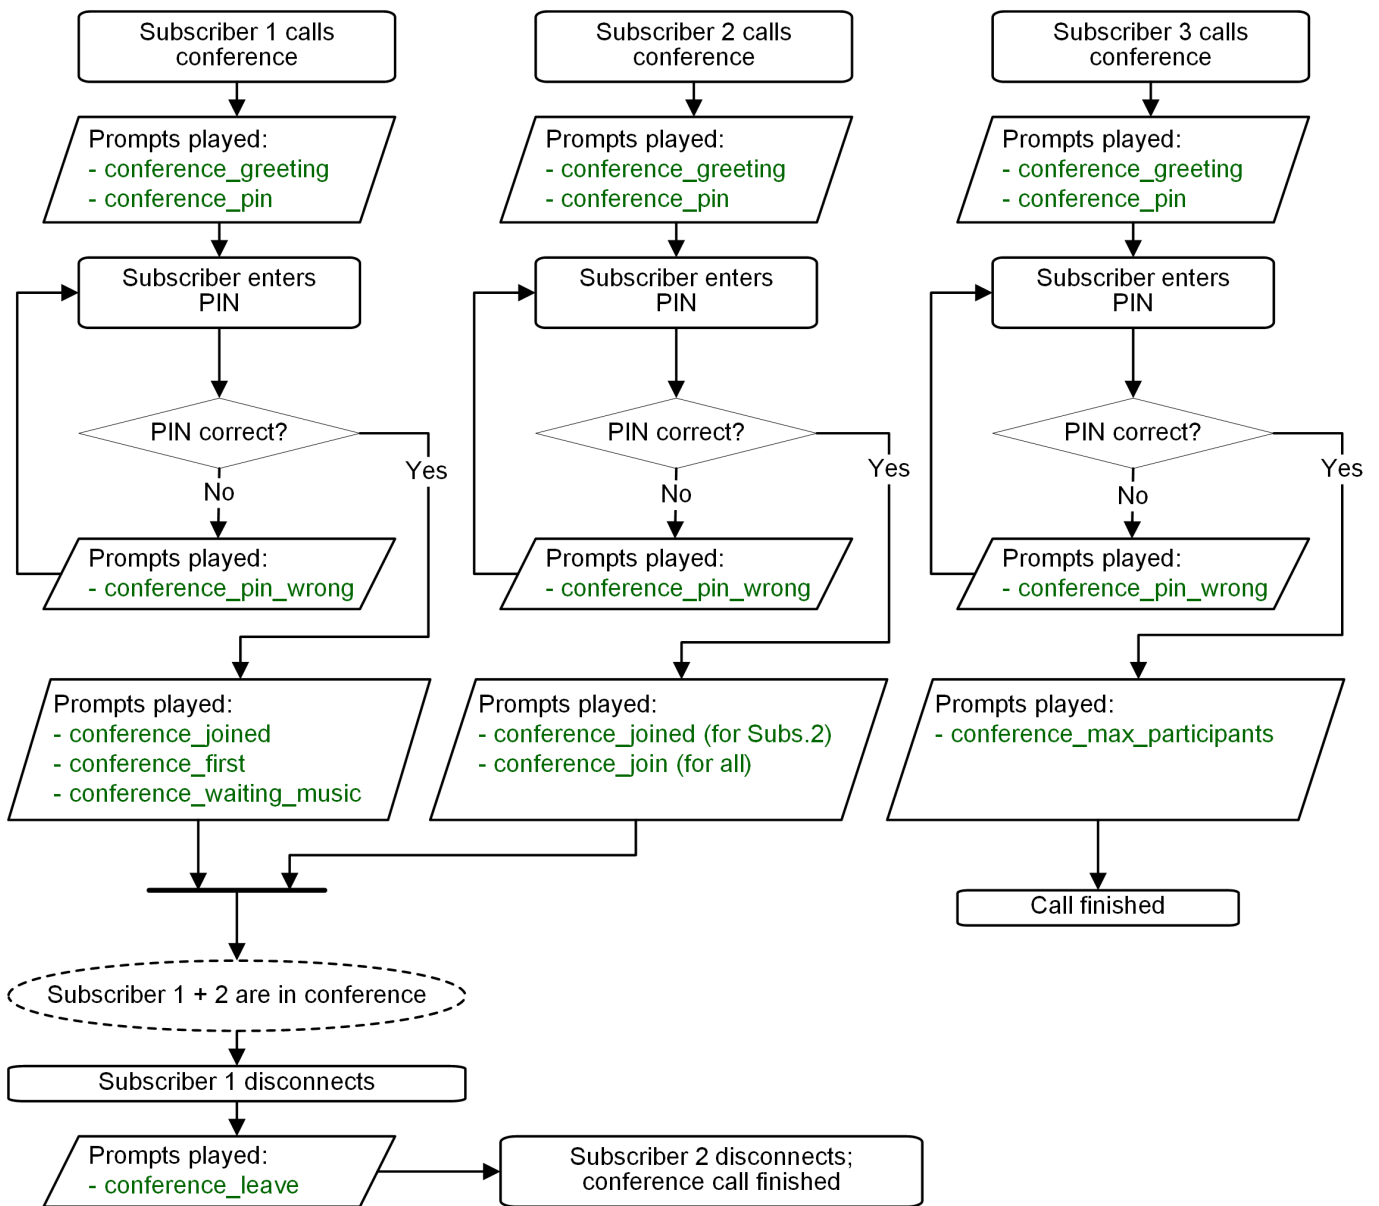 Subscriber 1 calls
conference
Prompts played:
- conference_greeting
- conference_pin
Subscriber enters
PIN
PIN correct?
Yes
No
Prompts played:
- conference_pin_wrong
Prompts played:
- conference_joined
- conference_first
- conference_waiting_music
Subscriber 2 calls
conference
Prompts played:
- conference_greeting
- conference_pin
Subscriber enters
PIN
PIN correct?
Yes
No
Prompts played:
- conference_pin_wrong
Prompts played:
- conference_joined (for Subs.2)
- conference_join (for all)
Subscriber 3 calls
conference
Prompts played:
- conference_greeting
- conference_pin
Subscriber enters
PIN
PIN correct?
Yes
No
Prompts played:
- conference_pin_wrong
Prompts played:
- conference_max_participants
Call finished
Subscriber 1 + 2 are in conference
Subscriber 1 disconnects
Prompts played:
- conference_leave
Subscriber 2 disconnects;
conference call finished